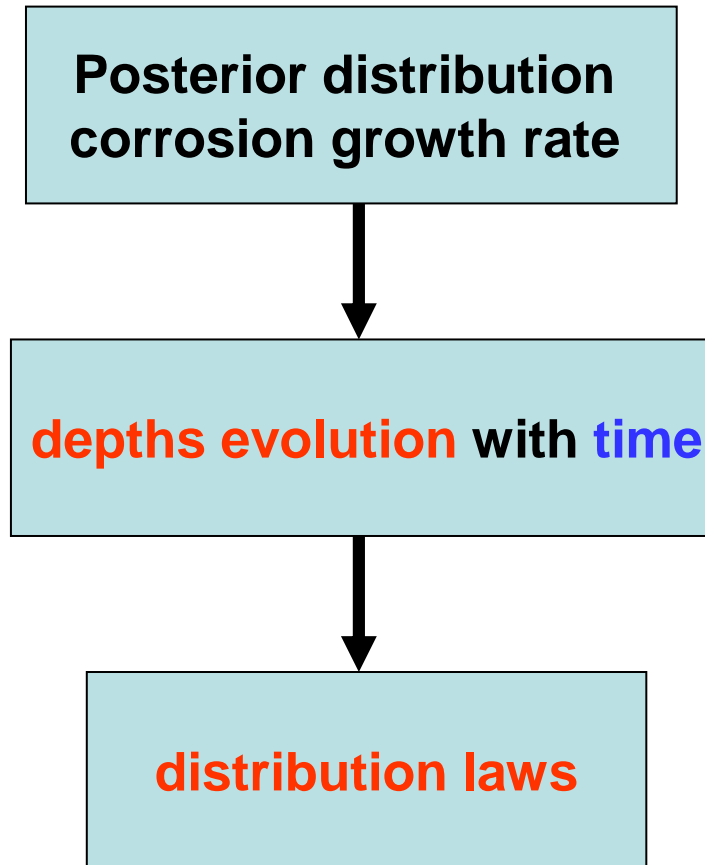 Posterior distribution
corrosion growth rate
depths evolution with time
distribution laws